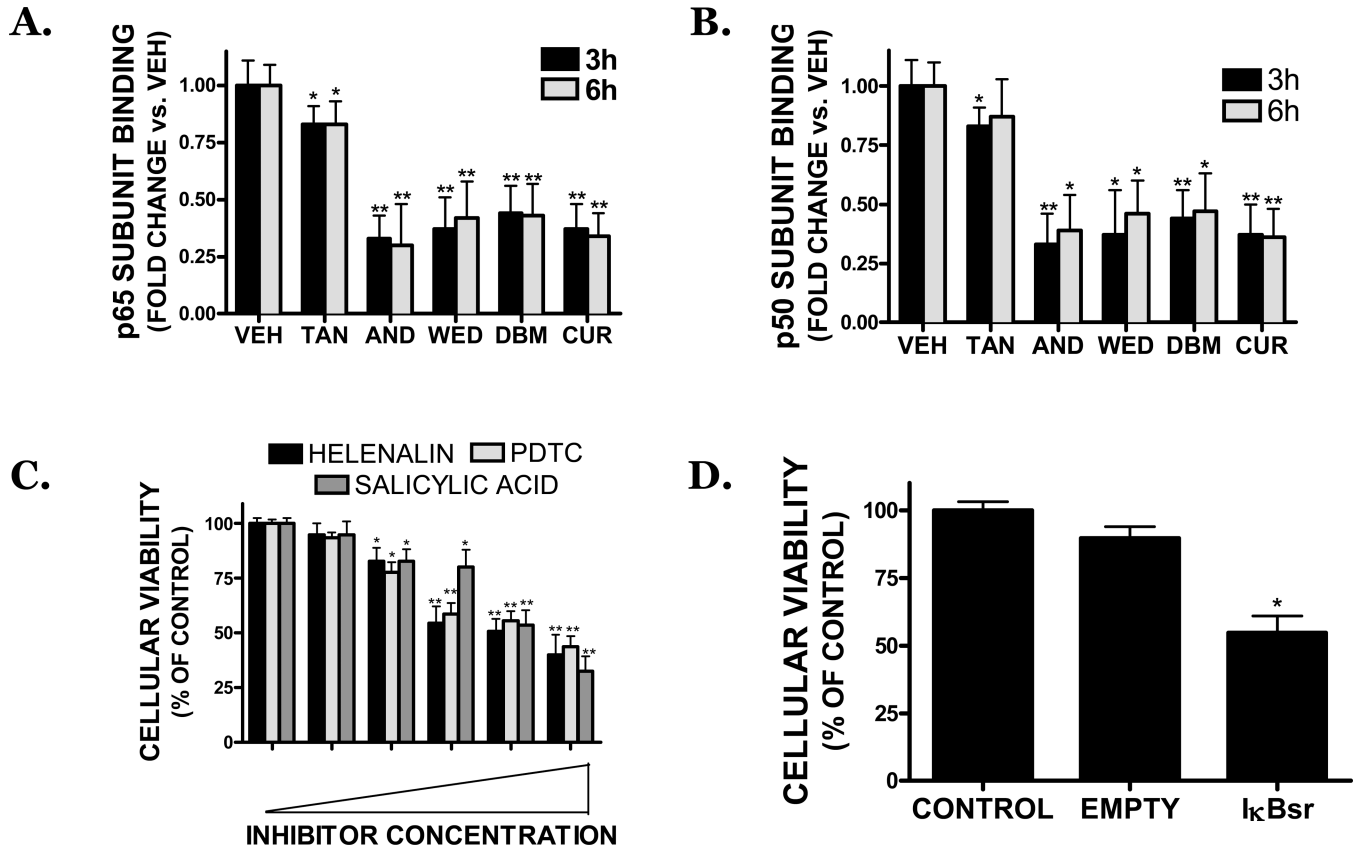 A.
p65 SUBUNIT BINDING
(FOLD CHANGE vs. VEH)
3h
6h
1.00
0.75
0.50
0.25
0.00
* *
** ** ** ** ** ** ** **
VEH TAN AND WED DBM CUR
B.
p50 SUBUNIT BINDING
(FOLD CHANGE vs. VEH)
3h
6h
1.00
0.75
0.50
0.25
0.00
*
** * * * ** * ** **
VEH TAN AND WED DBM CUR
C.
HELENALIN PDTC
SALICYLIC ACID
CELLULAR VIABILITY
(% OF CONTROL)
100
75
50
25
0
* * * ** ** * ** ** ** ** ** **
INHIBITOR CONCENTRATION
D.
CELLULAR VIABILITY
(% OF CONTROL)
100
75
50
25
0
*
CONTROL EMPTY IκBsr